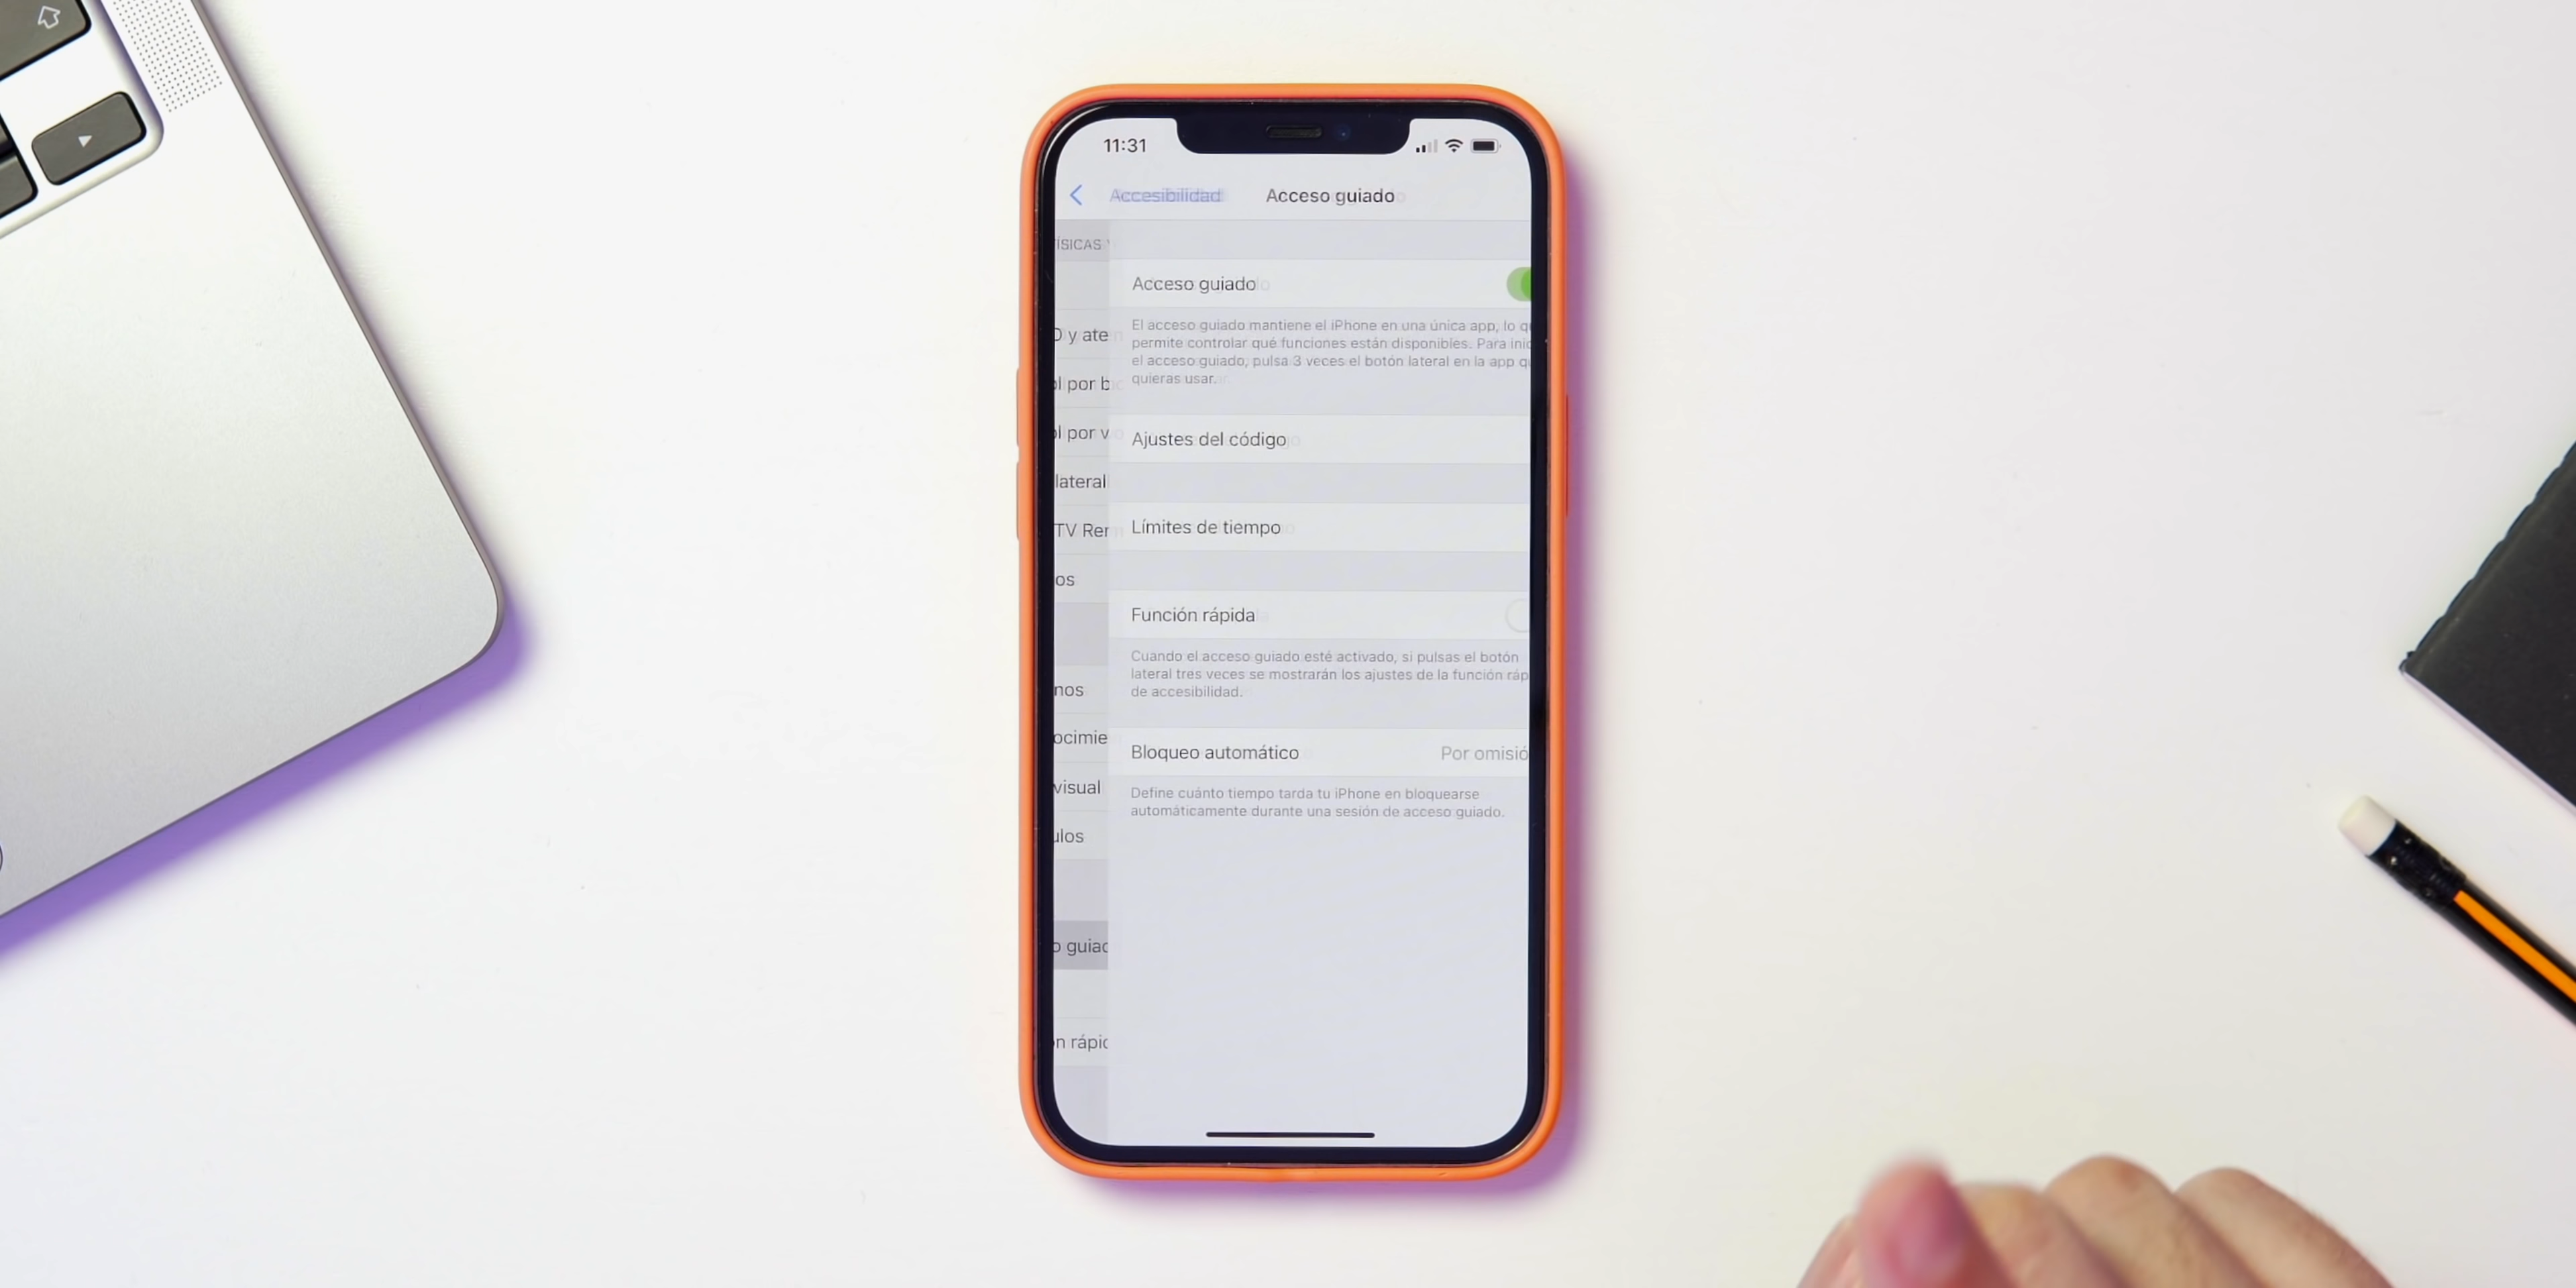 11:31
Accesibilidad Acceso guiado
ÍSICAS Y
Acceso guiado
El acceso guiado mantiene el iPhone en una única app, lo qu
permite controlar qué funciones están disponibles. Para inic
el acceso guiado, pulsa 3 veces el botón lateral en la app qu
quieras usar.
D y ate
ol por b
ol por v
lateral
TV Rem
os
nos
ocimie
visual
ulos
o guiad
ón rápic
Ajustes del código
Límites de tiempo
Función rápida
Cuando el acceso guiado esté activado, si pulsas el botón
lateral tres veces se mostrarán los ajustes de la función ráp
de accesibilidad.
Bloqueo automático Por omisió
Define cuánto tiempo tarda tu iPhone en bloquearse
automáticamente durante una sesión de acceso guiado.